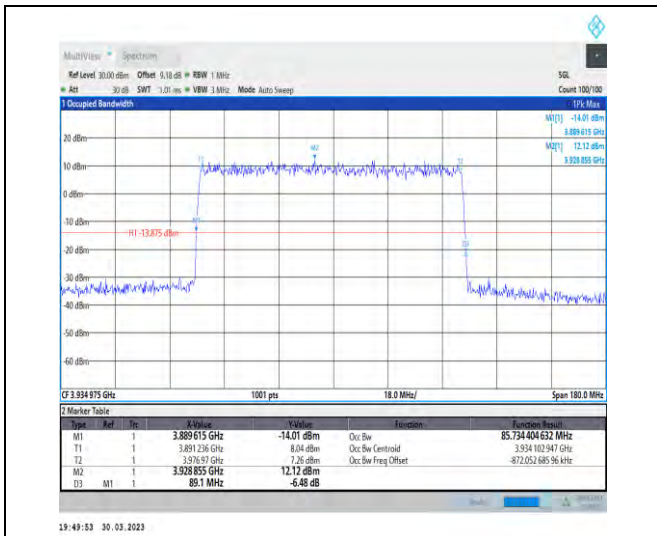 MultiView Spectrum
Ref Level 30.00 dBm Offset 9.18 dB RBW 1 MHz SGL
Att 30 dB SWT 1.01 ms VBW 3 MHz Mode Auto Sweep Count 100/100
1 Occupied Bandwidth 1Pk Max
M1[1] -14.01 dBm
3.889 615 GHz
M2[1] 12.12 dBm
3.928 855 GHz
20 dBm
M2
T1 T2
10 dBm
0 dBm
-10 dBm
M1
H1 -13.875 dBm
D3
-20 dBm
-30 dBm
-40 dBm
-50 dBm
-60 dBm
CF 3.934 975 GHz 1001 pts 18.0 MHz/ Span 180.0 MHz
2 Marker Table
Type Ref Trc X-Value Y-Value Function Function Result
M1 1 3.889 615 GHz -14.01 dBm Occ Bw 85.734 404 632 MHz
T1 1 3.891 236 GHz 8.04 dBm Occ Bw Centroid 3.934 102 947 GHz
T2 1 3.976 97 GHz 7.26 dBm Occ Bw Freq Offset -872.052 685 96 kHz
M2 1 3.928 855 GHz 12.12 dBm
D3 M1 1 89.1 MHz -6.48 dB
19:49:53 30.03.2023